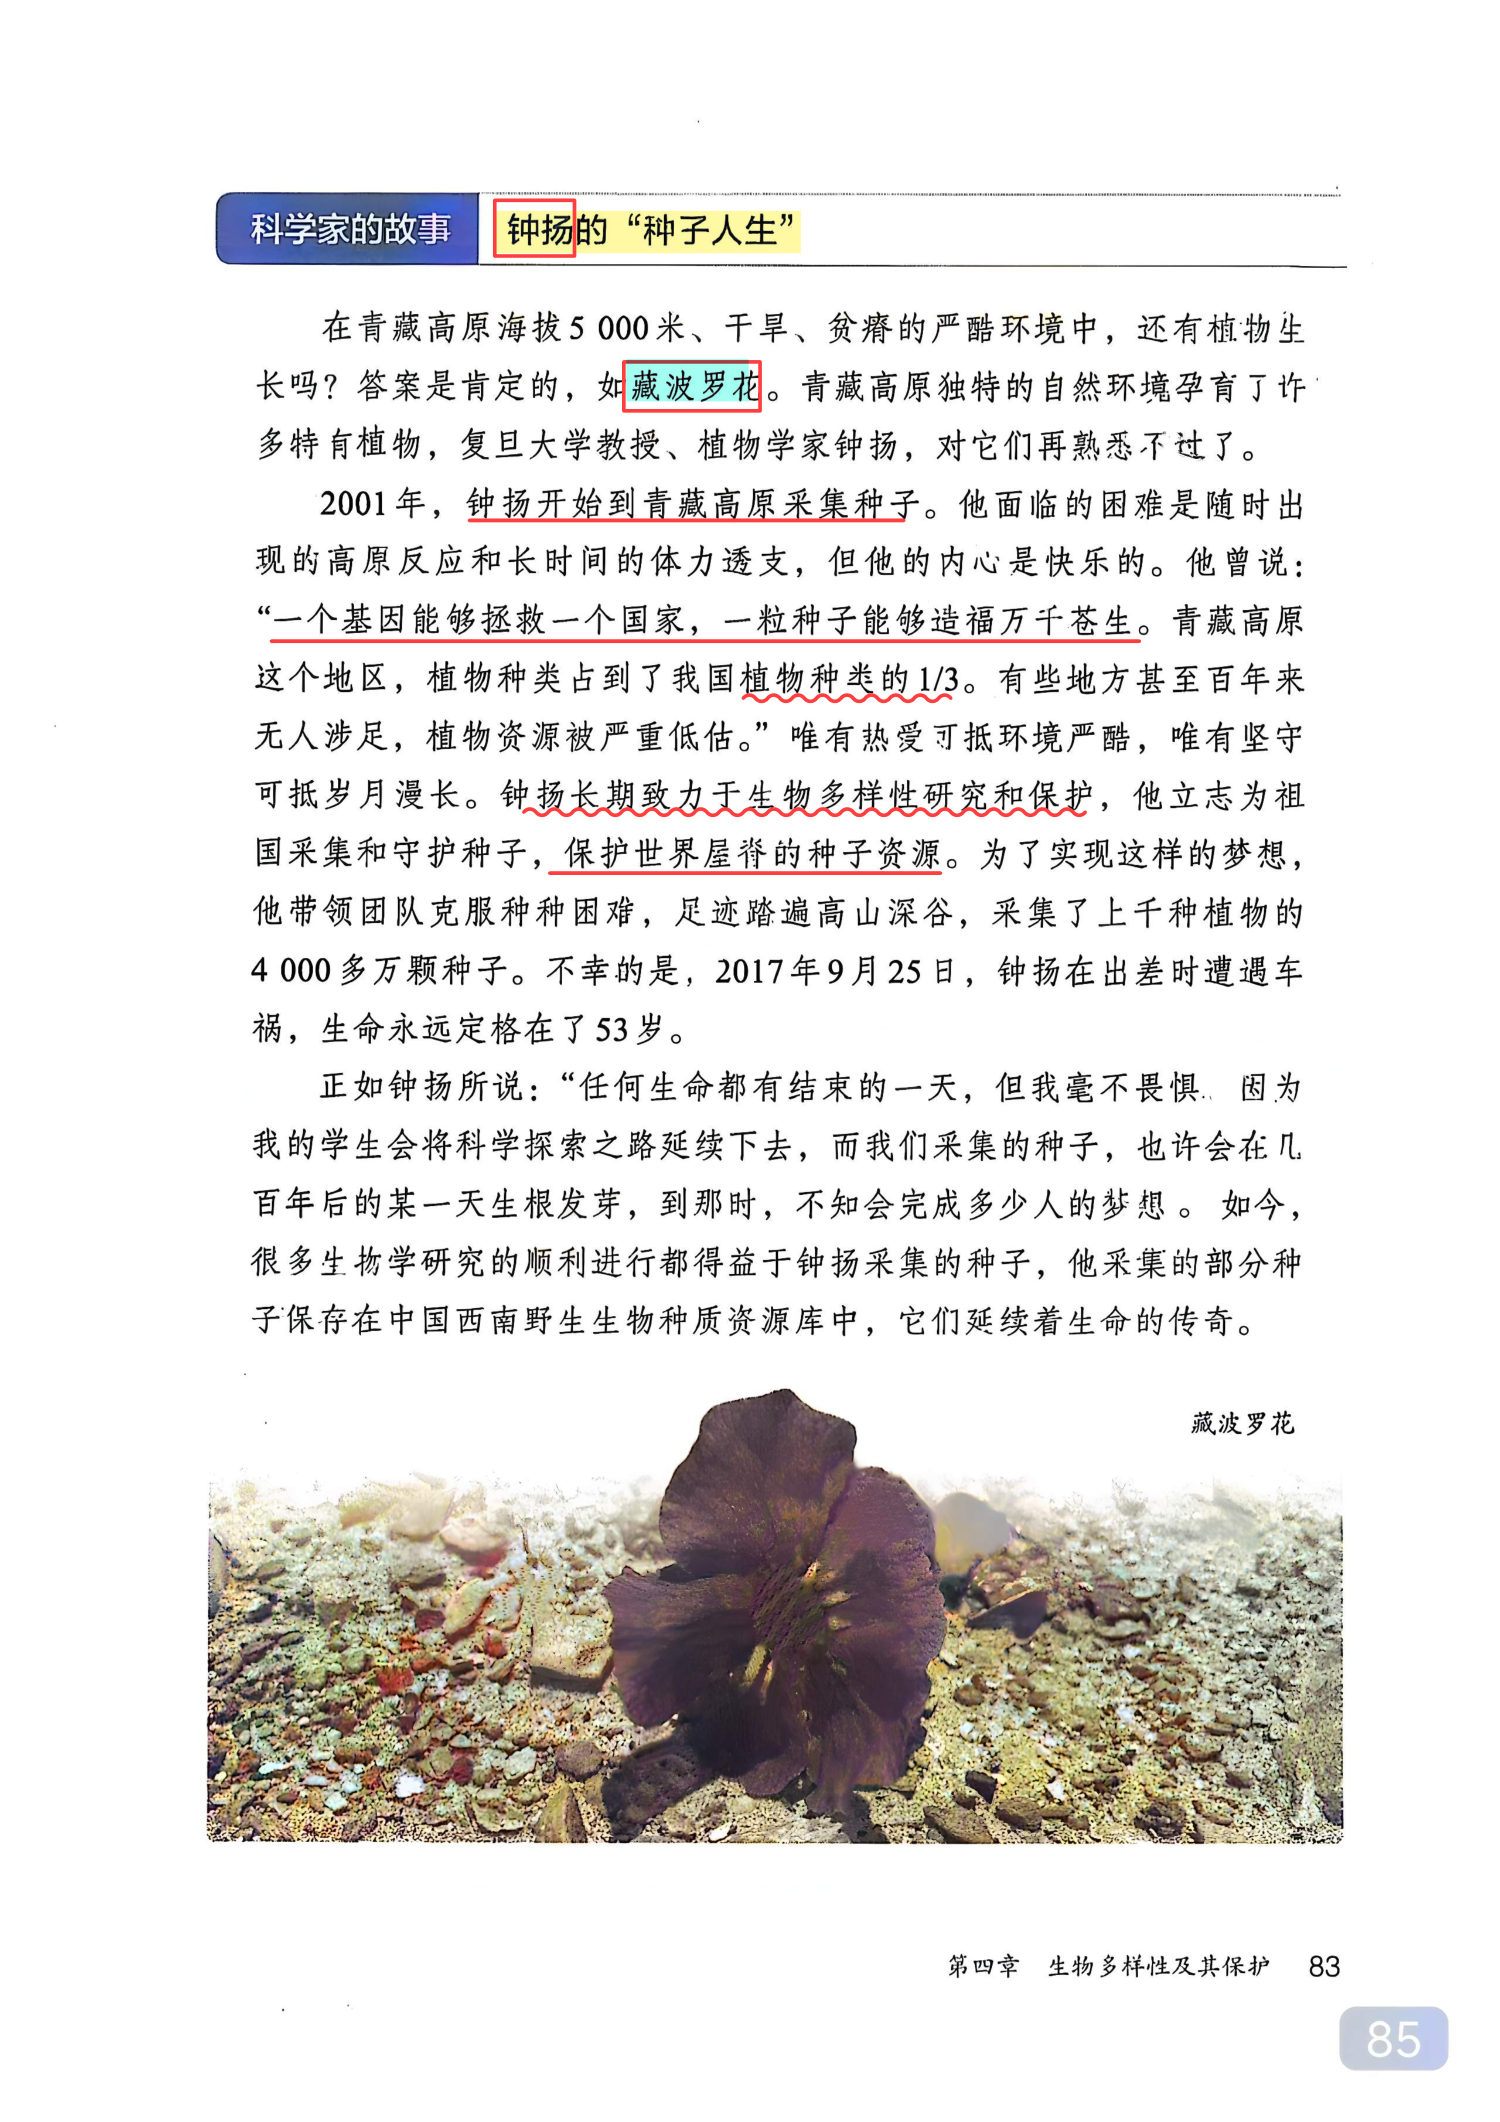 科学家的故事 钟扬的“种子人生”
在青藏高原海拔5 000米、干旱、贫瘠的严酷环境中，还有植物生
长吗？答案是肯定的，如藏波罗花。青藏高原独特的自然环境孕育了许
多特有植物，复旦大学教授、植物学家钟扬，对它们再熟悉不过了。
2001年，钟扬开始到青藏高原采集种子。他面临的困难是随时出
现的高原反应和长时间的体力透支，但他的内心是快乐的。他曾说：
“一个基因能够拯救一个国家，一粒种子能够造福万千苍生。青藏高原
这个地区，植物种类占到了我国植物种类的1/3。有些地方甚至百年来
无人涉足，植物资源被严重低估。”唯有热爱可抵环境严酷，唯有坚守
可抵岁月漫长。钟扬长期致力于生物多样性研究和保护，他立志为祖
国采集和守护种子，保护世界屋脊的种子资源。为了实现这样的梦想，
他带领团队克服种种困难，足迹踏遍高山深谷，采集了上千种植物的
4 000多万颗种子。不幸的是，2017年9月25日，钟扬在出差时遭遇车
祸，生命永远定格在了53岁。
正如钟扬所说：“任何生命都有结束的一天，但我毫不畏惧. 因为
我的学生会将科学探索之路延续下去，而我们采集的种子，也许会在几
百年后的某一天生根发芽，到那时，不知会完成多少人的梦想。 如今，
很多生物学研究的顺利进行都得益于钟扬采集的种子，他采集的部分种
子保存在中国西南野生生物种质资源库中，它们延续着生命的传奇。
藏波罗花
第四章 生物多样性及其保护 83
85